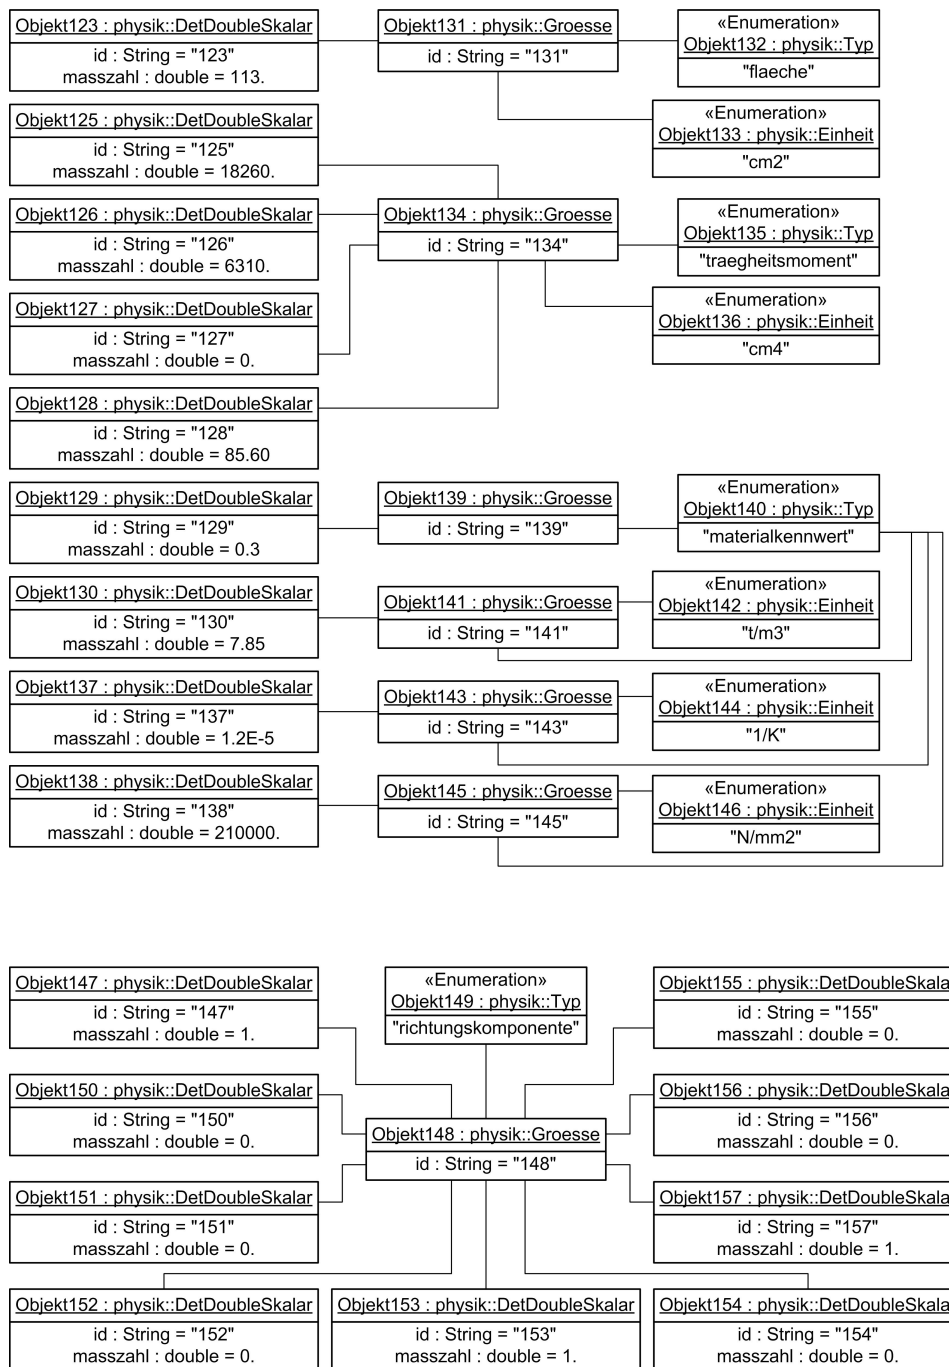 Objekt123 : physik::DetDoubleSkalar
id : String = "123"
masszahl : double = 113.
Objekt131 : physik::Groesse
id : String = "131"
«Enumeration»
Objekt132 : physik::Typ
"flaeche"
«Enumeration»
Objekt133 : physik::Einheit
"cm2"
Objekt125 : physik::DetDoubleSkalar
id : String = "125"
masszahl : double = 18260.
Objekt126 : physik::DetDoubleSkalar
id : String = "126"
masszahl : double = 6310.
Objekt134 : physik::Groesse
id : String = "134"
«Enumeration»
Objekt135 : physik::Typ
"traegheitsmoment"
«Enumeration»
Objekt136 : physik::Einheit
"cm4"
Objekt127 : physik::DetDoubleSkalar
id : String = "127"
masszahl : double = 0.
Objekt128 : physik::DetDoubleSkalar
id : String = "128"
masszahl : double = 85.60
Objekt129 : physik::DetDoubleSkalar
id : String = "129"
masszahl : double = 0.3
Objekt139 : physik::Groesse
id : String = "139"
«Enumeration»
Objekt140 : physik::Typ
"materialkennwert"
Objekt130 : physik::DetDoubleSkalar
id : String = "130"
masszahl : double = 7.85
Objekt141 : physik::Groesse
id : String = "141"
«Enumeration»
Objekt142 : physik::Einheit
"t/m3"
Objekt137 : physik::DetDoubleSkalar
id : String = "137"
masszahl : double = 1.2E-5
Objekt143 : physik::Groesse
id : String = "143"
«Enumeration»
Objekt144 : physik::Einheit
"1/K"
Objekt138 : physik::DetDoubleSkalar
id : String = "138"
masszahl : double = 210000.
Objekt145 : physik::Groesse
id : String = "145"
«Enumeration»
Objekt146 : physik::Einheit
"N/mm2"
Objekt147 : physik::DetDoubleSkalar
id : String = "147"
masszahl : double = 1.
«Enumeration»
Objekt149 : physik::Typ
"richtungskomponente"
Objekt155 : physik::DetDoubleSkala
id : String = "155"
masszahl : double = 0.
Objekt150 : physik::DetDoubleSkalar
id : String = "150"
masszahl : double = 0.
Objekt148 : physik::Groesse
id : String = "148"
Objekt156 : physik::DetDoubleSkala
id : String = "156"
masszahl : double = 0.
Objekt151 : physik::DetDoubleSkalar
id : String = "151"
masszahl : double = 0.
Objekt157 : physik::DetDoubleSkala
id : String = "157"
masszahl : double = 1.
Objekt152 : physik::DetDoubleSkalar
id : String = "152"
masszahl : double = 0.
Objekt153 : physik::DetDoubleSkalar
id : String = "153"
masszahl : double = 1.
Objekt154 : physik::DetDoubleSkala
id : String = "154"
masszahl : double = 0.